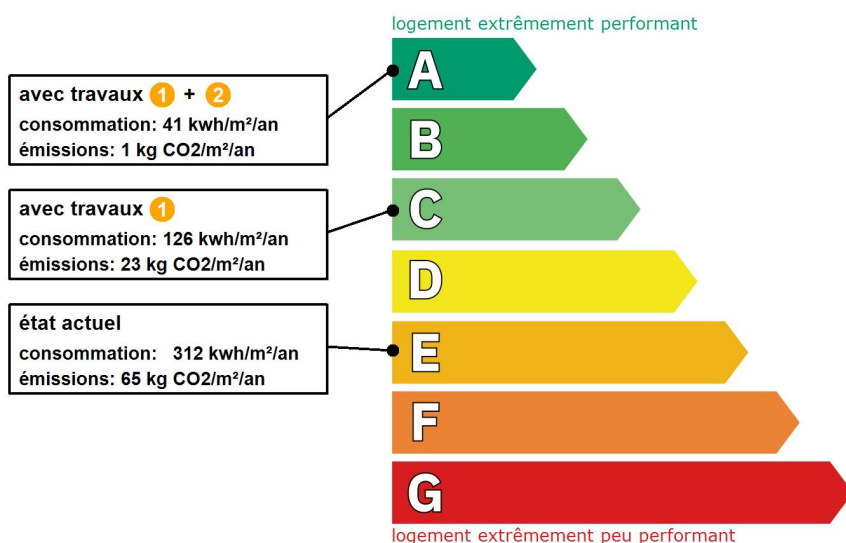 logement extrêmement performant
A
avec travaux 1 + 2
consommation: 41 kwh/m²/an
émissions: 1 kg CO2/m²/an
B
avec travaux 1
consommation: 126 kwh/m²/an
émissions: 23 kg CO2/m²/an
C
D
état actuel
consommation: 312 kwh/m²/an
émissions: 65 kg CO2/m²/an
E
F
G
logement extrêmement peu performant